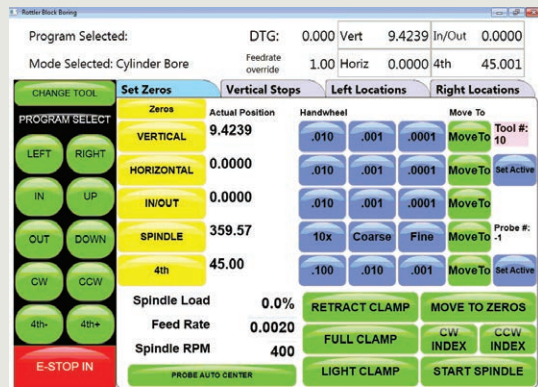 Rottler Block Boring
Program Selected:
DTG: 0.000
Vert 9.4239
In/Out 0.0000
Mode Selected: Cylinder Bore
Feedrate override 1.00
Horiz 0.0000
4th 45.001
CHANGE TOOL
PROGRAM SELECT
LEFT RIGHT
IN UP
OUT DOWN
CW CCW
4th- 4th+
E-STOP IN
Set Zeros
Vertical Stops
Left Locations
Right Locations
Zeros
Actual Position
Handwheel
Move To
VERTICAL 9.4239 .010 .001 .0001 MoveTo Tool #: 10
HORIZONTAL 0.0000 .010 .001 .0001 MoveTo Set Active
IN/OUT 0.0000 .010 .001 .0001 MoveTo
SPINDLE 359.57 10x Coarse Fine MoveTo Probe #: -1
4th 45.00 .100 .010 .001 MoveTo Set Active
Spindle Load 0.0%
Feed Rate 0.0020
Spindle RPM 400
PROBE AUTO CENTER
RETRACT CLAMP
MOVE TO ZEROS
FULL CLAMP
CW INDEX
CCW INDEX
LIGHT CLAMP
START SPINDLE